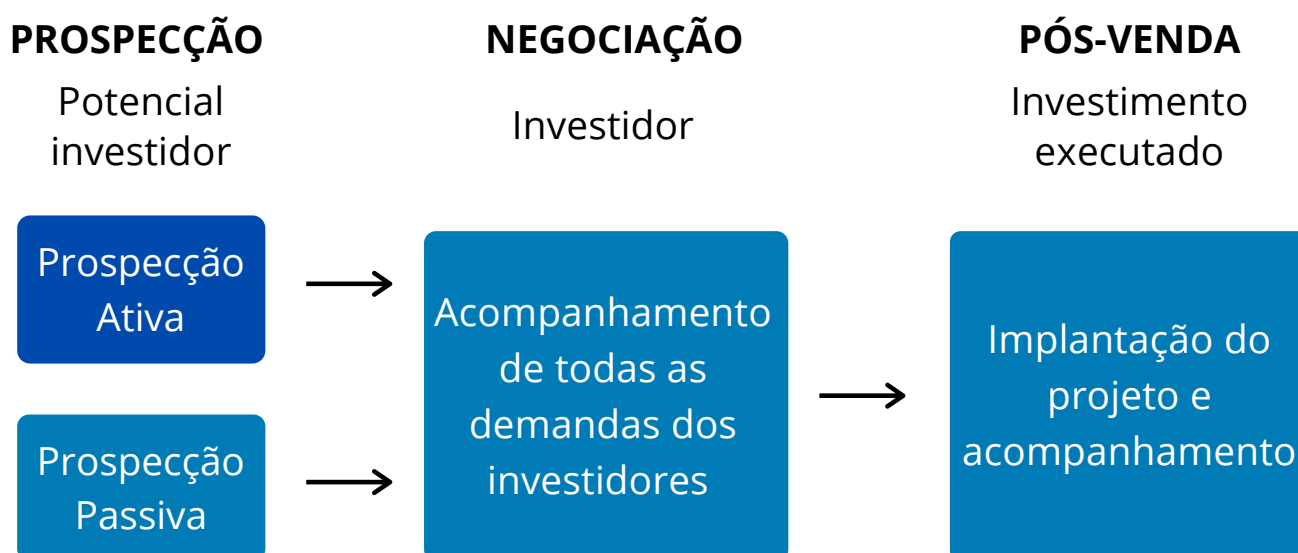 PROSPECÇÃO
Potencial
investidor
Prospecção
Ativa
Prospecção
Passiva
NEGOCIAÇÃO
Investidor
Acompanhamento
de todas as
demandas dos
investidores
PÓS-VENDA
Investimento
executado
Implantação do
projeto e
acompanhamento